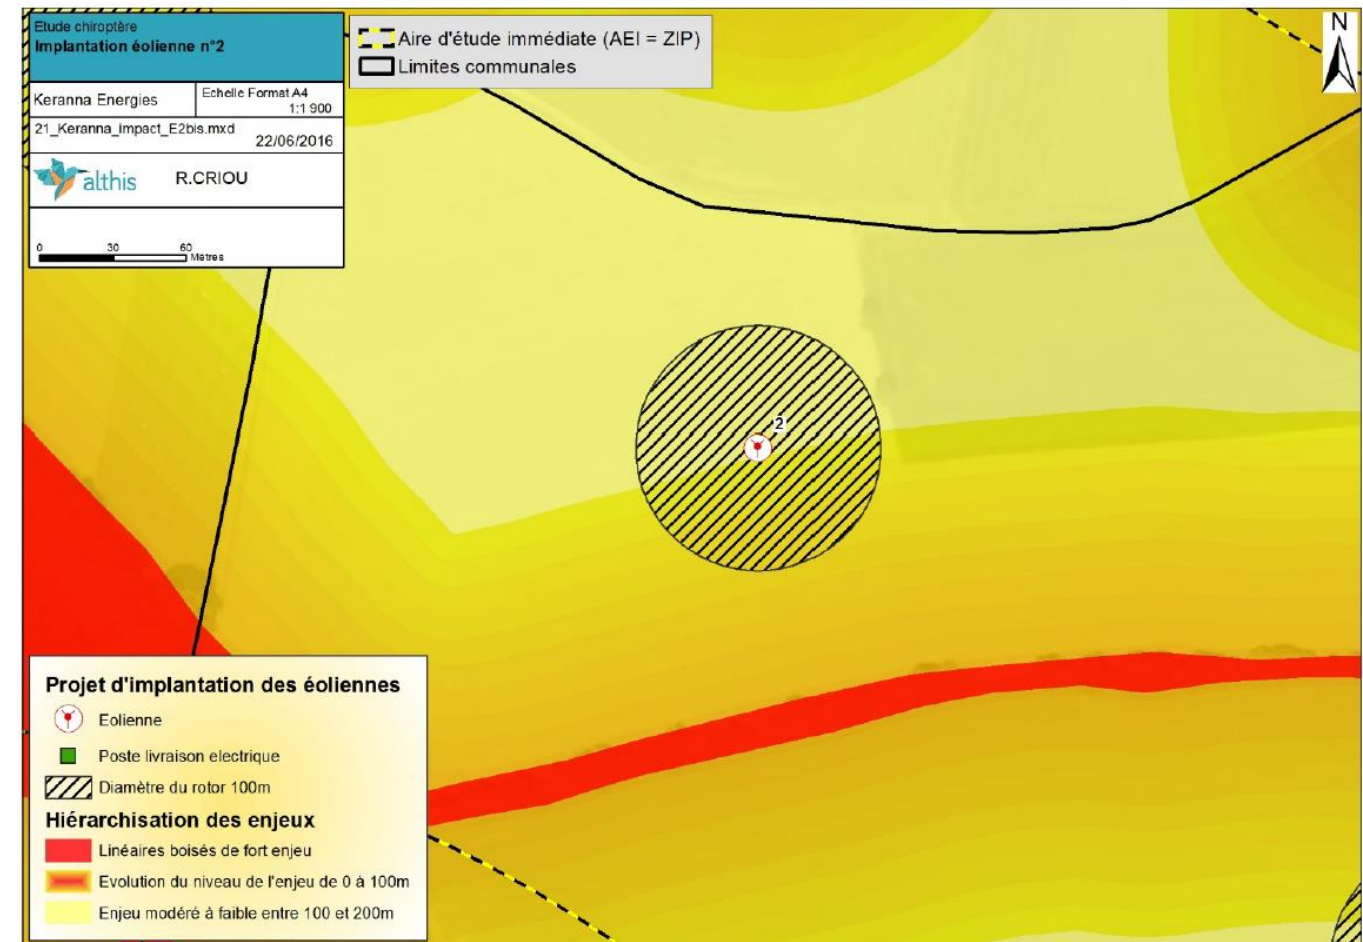 Etude chiroptère
Implantation éolienne n°2
Keranna Energies
Echelle Format A4
1:1 900
21_Keranna_impact_E2bis.mxd
22/06/2016
althis
R.CRIOU
0 30 60
Mètres
Aire d'étude immédiate (AEI = ZIP)
Limites communales
N
2
Projet d'implantation des éoliennes
Eolienne
Poste livraison electrique
Diamètre du rotor 100m
Hiérarchisation des enjeux
Linéaires boisés de fort enjeu
Evolution du niveau de l'enjeu de 0 à 100m
Enjeu modéré à faible entre 100 et 200m